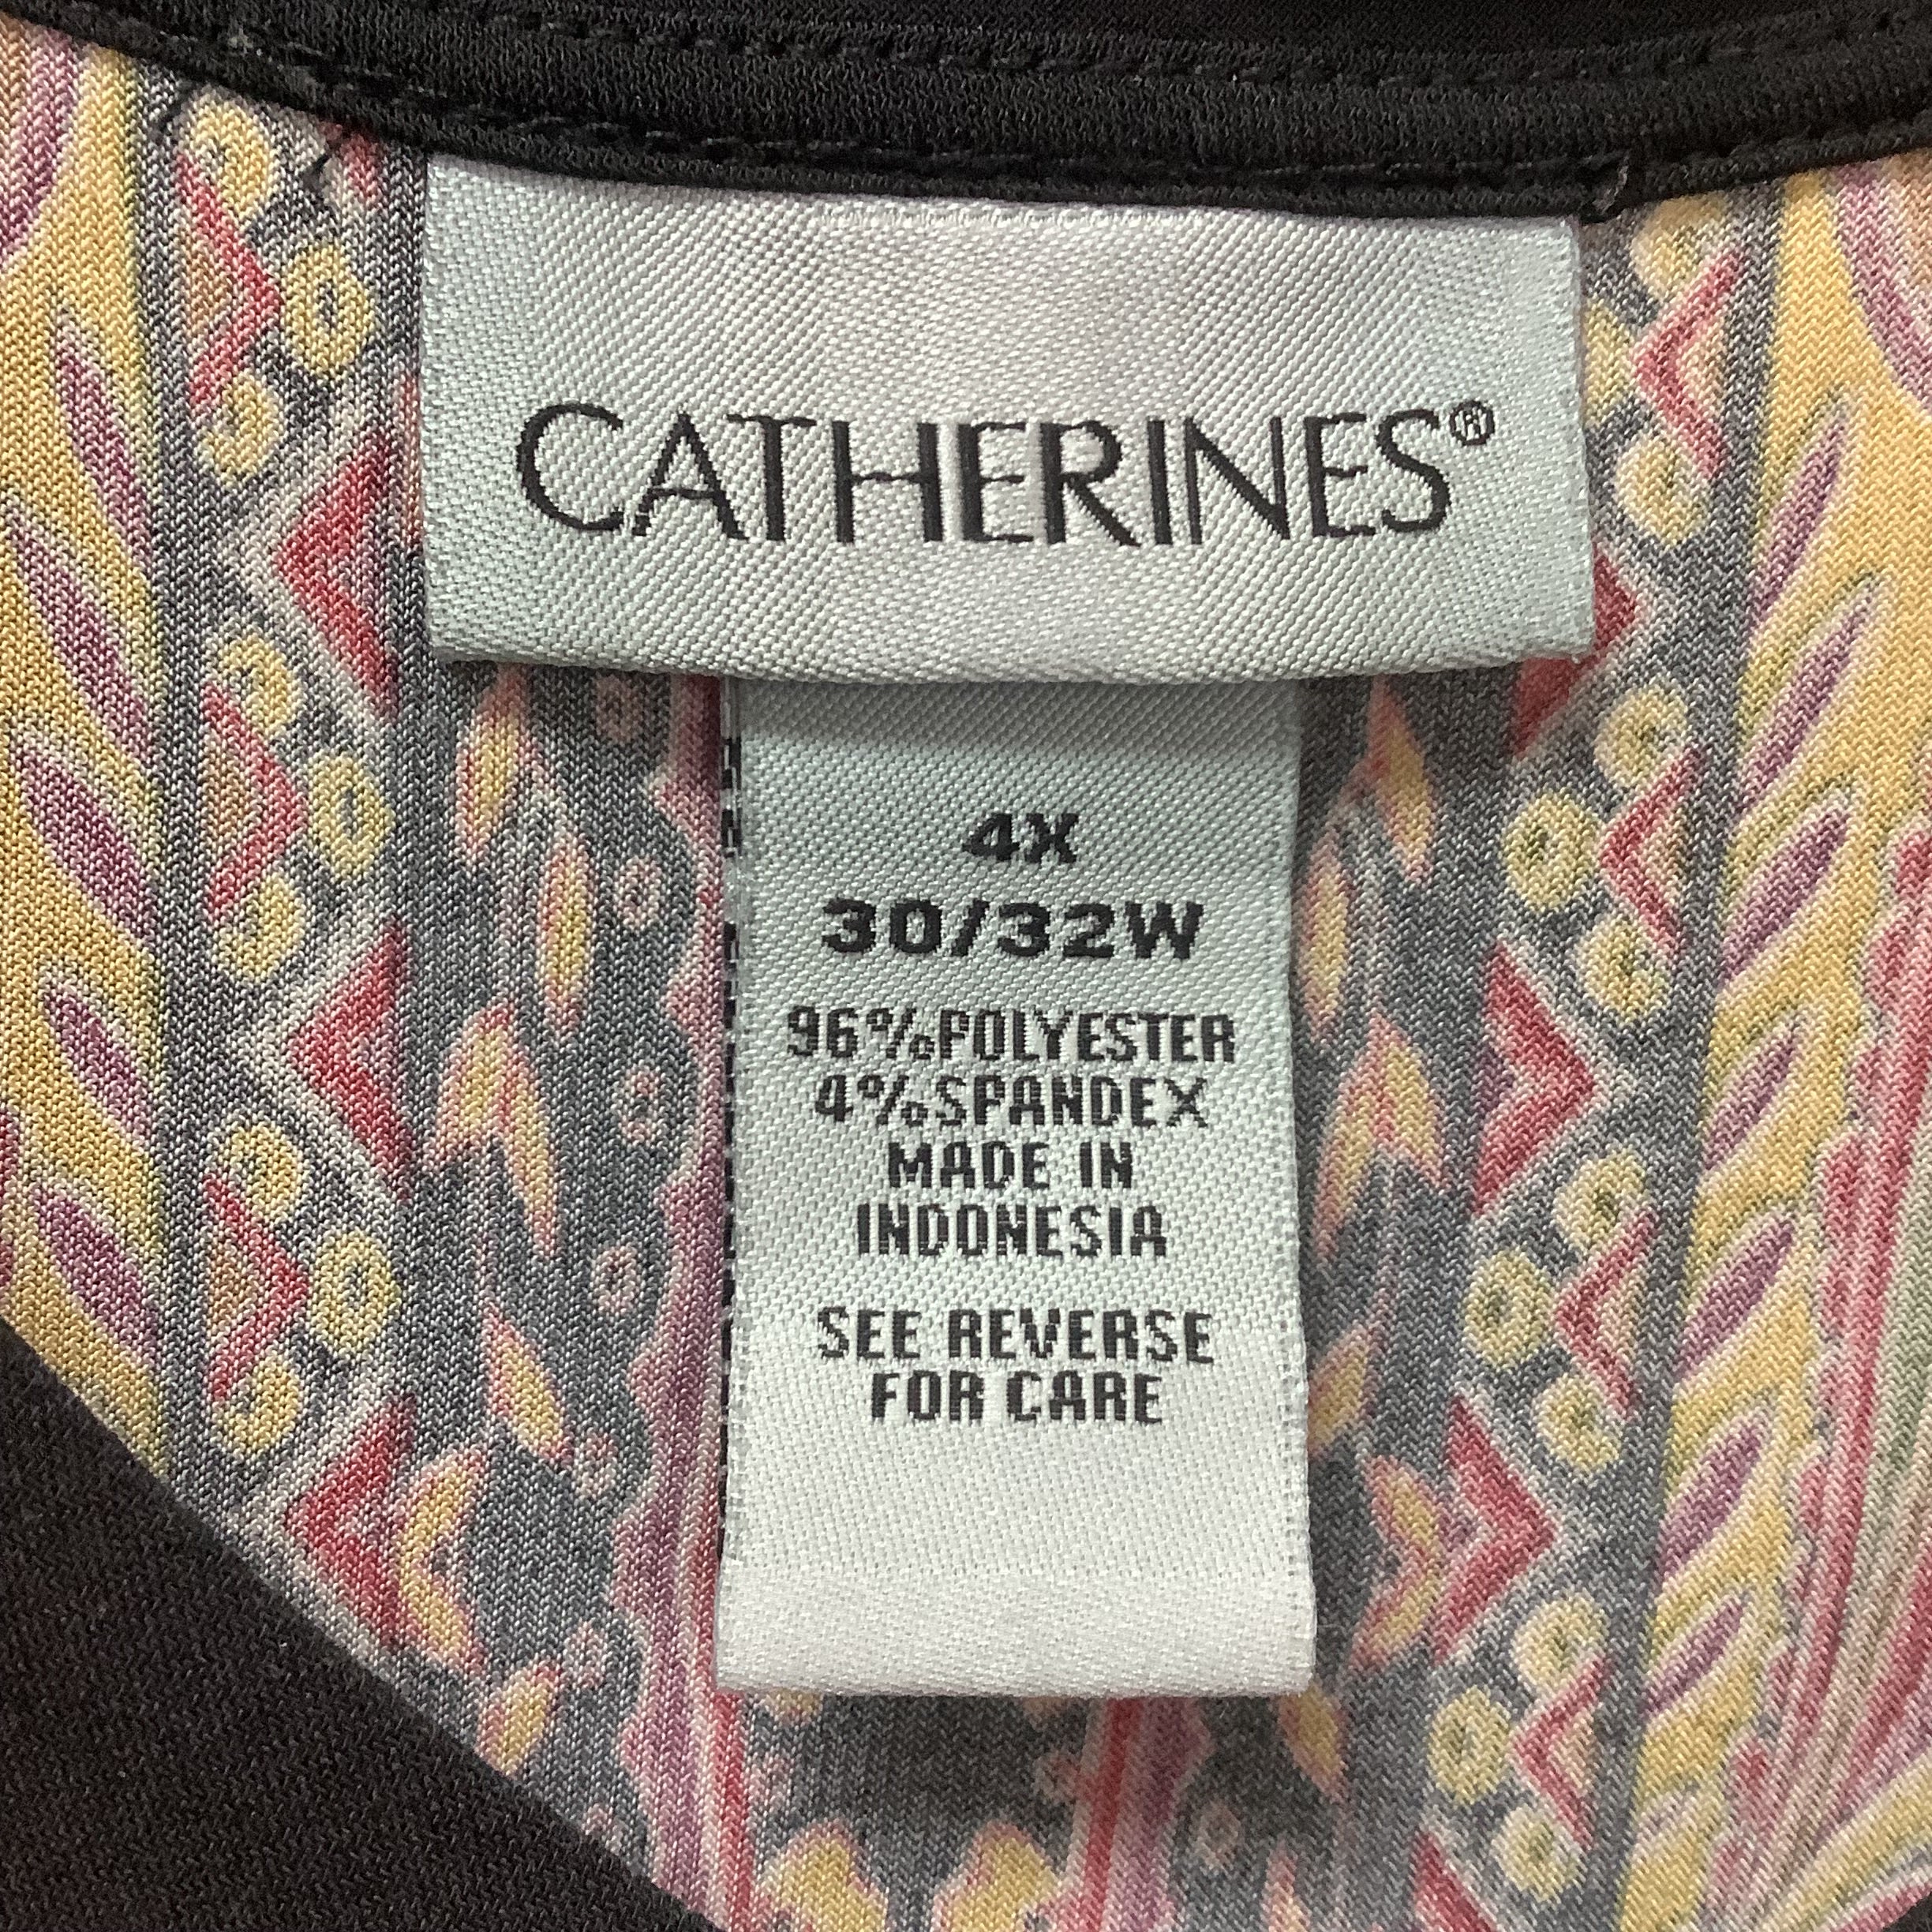 CATHERINES®
4X
30/32W
96%POLYESTER
4%SPANDEX
MADE IN
INDONESIA
SEE REVERSE
FOR CARE